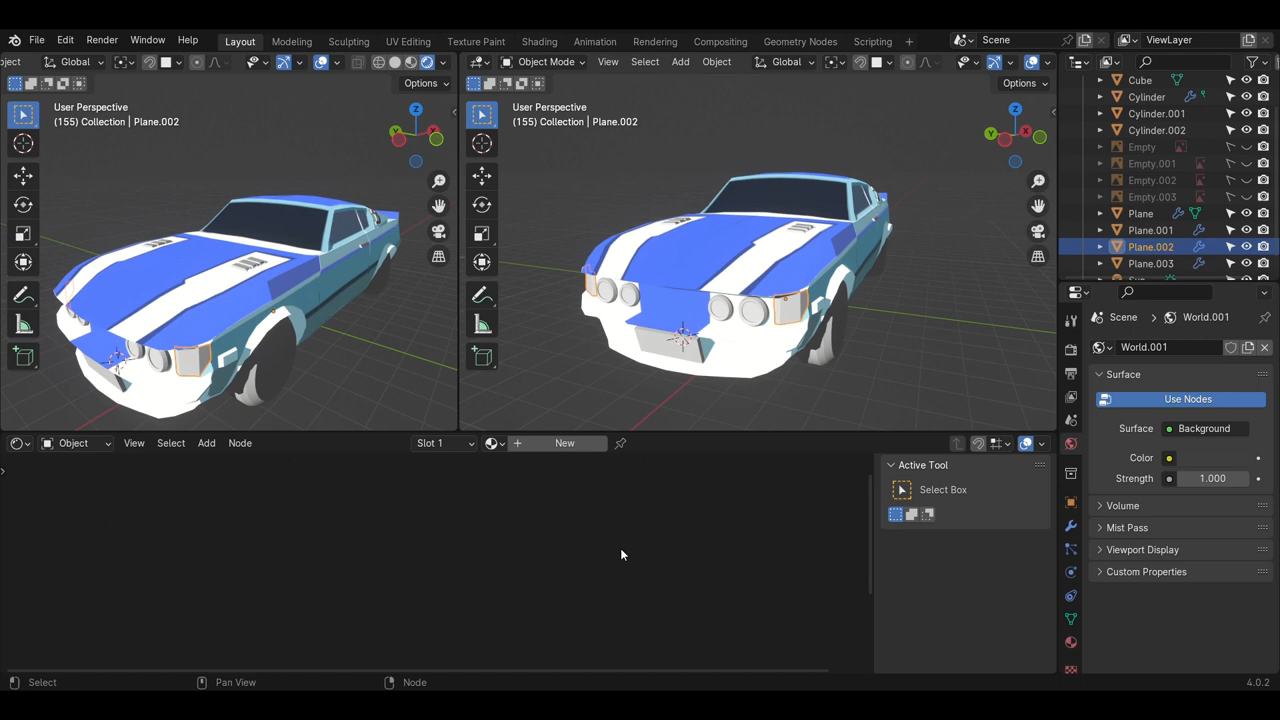 File Edit Render Window Help Layout Modeling Sculpting UV Editing Texture Paint Shading Animation Rendering Compositing Geometry Nodes Scripting + Scene ViewLayer
oject Global
Options
User Perspective
(155) Collection | Plane.002
Z
Y
X
Object Mode View Select Add Object Global
Options
User Perspective
(155) Collection | Plane.002
Z
Y
X
Cube
Cylinder
Cylinder.001
Cylinder.002
Empty
Empty.001
Empty.002
Empty.003
Plane
Plane.001
Plane.002
Plane.003
Scene > World.001
World.001
Surface
Use Nodes
Surface Background
Color
Strength 1.000
Volume
Mist Pass
Viewport Display
Custom Properties
Object View Select Add Node Slot 1 + New
Active Tool
Select Box
Select Pan View Node 4.0.2